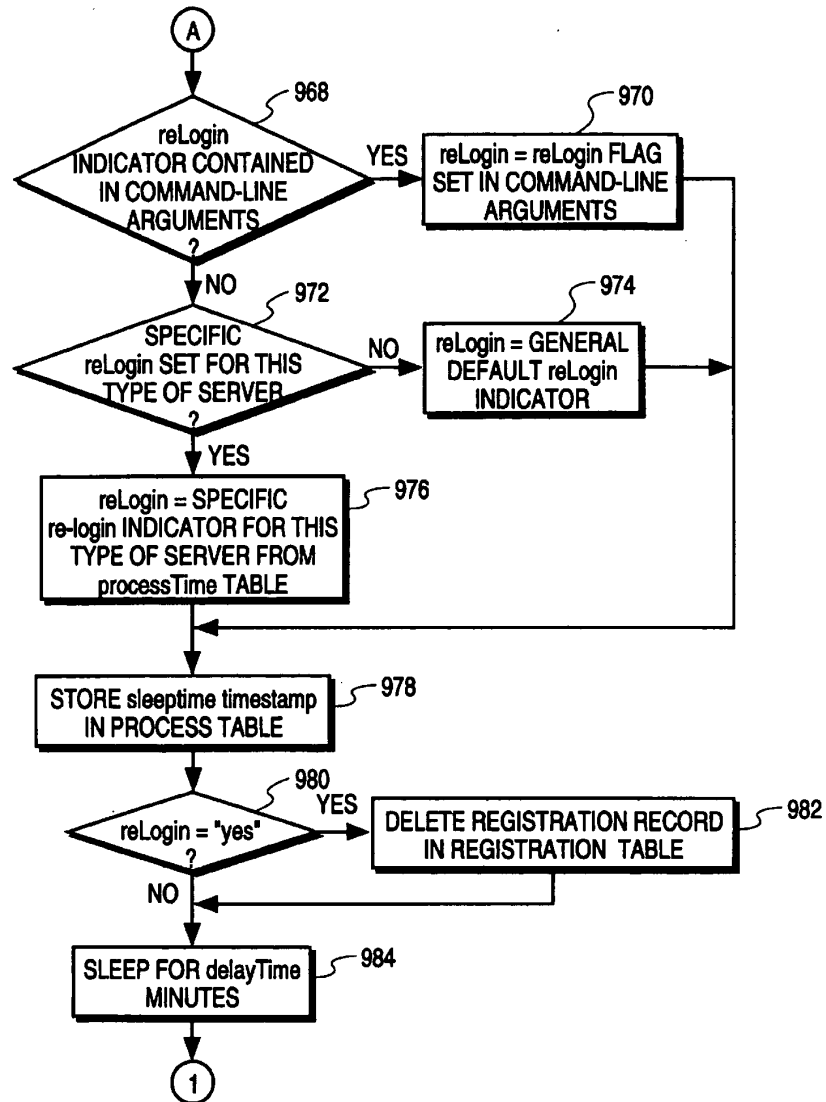 A
968
reLogin
INDICATOR CONTAINED
IN COMMAND-LINE
ARGUMENTS
?
YES
970
reLogin = reLogin FLAG
SET IN COMMAND-LINE
ARGUMENTS
NO
972
SPECIFIC
reLogin SET FOR THIS
TYPE OF SERVER
?
NO
974
reLogin = GENERAL
DEFAULT reLogin
INDICATOR
YES
976
reLogin = SPECIFIC
re-login INDICATOR FOR THIS
TYPE OF SERVER FROM
processTime TABLE
978
STORE sleeptime timestamp
IN PROCESS TABLE
980
reLogin = "yes"
?
YES
982
DELETE REGISTRATION RECORD
IN REGISTRATION TABLE
NO
984
SLEEP FOR delayTime
MINUTES
1